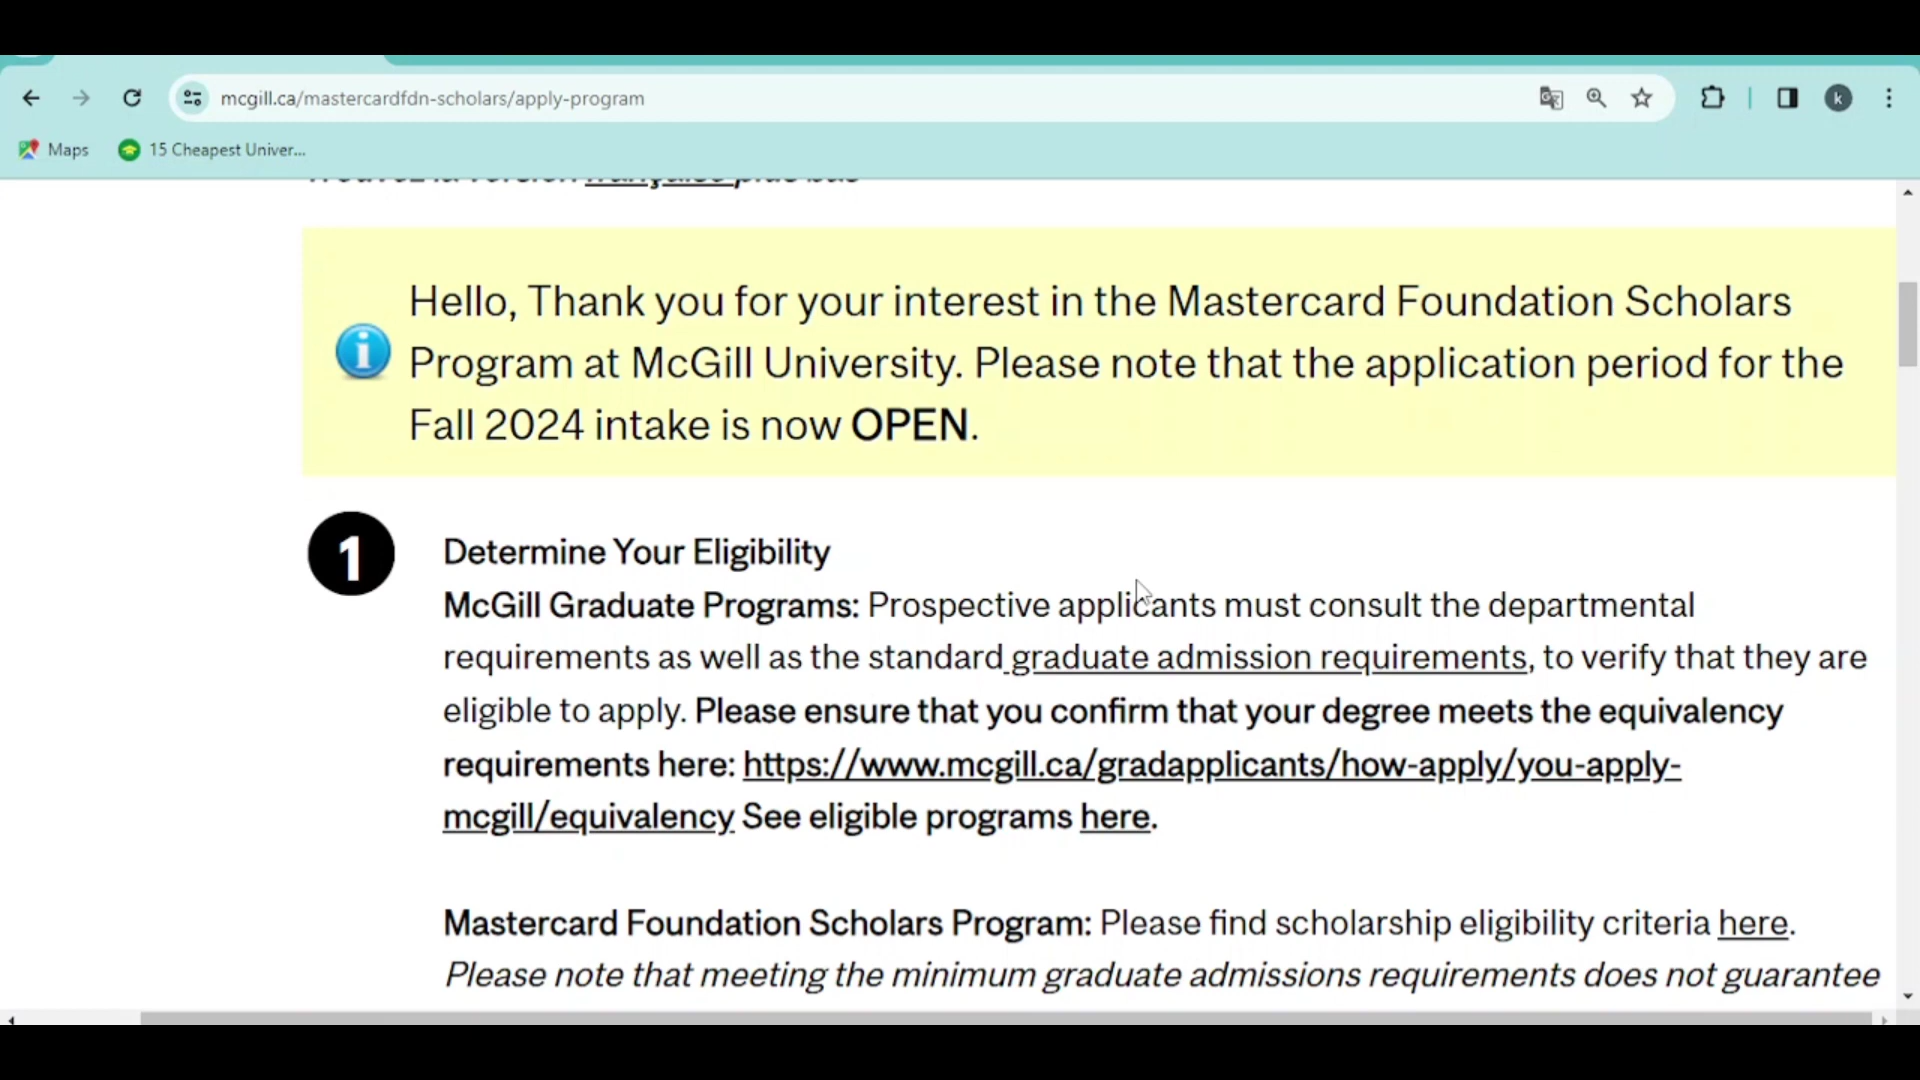 mcgill.ca/mastercardfdn-scholars/apply-program
Maps
15 Cheapest Univer...
Hello, Thank you for your interest in the Mastercard Foundation Scholars
Program at McGill University. Please note that the application period for the
Fall 2024 intake is now OPEN.
1
Determine Your Eligibility
McGill Graduate Programs: Prospective applicants must consult the departmental
requirements as well as the standard graduate admission requirements, to verify that they are
eligible to apply. Please ensure that you confirm that your degree meets the equivalency
requirements here: https://www.mcgill.ca/gradapplicants/how-apply/you-apply-
mcgill/equivalency See eligible programs here.
Mastercard Foundation Scholars Program: Please find scholarship eligibility criteria here.
Please note that meeting the minimum graduate admissions requirements does not guarantee